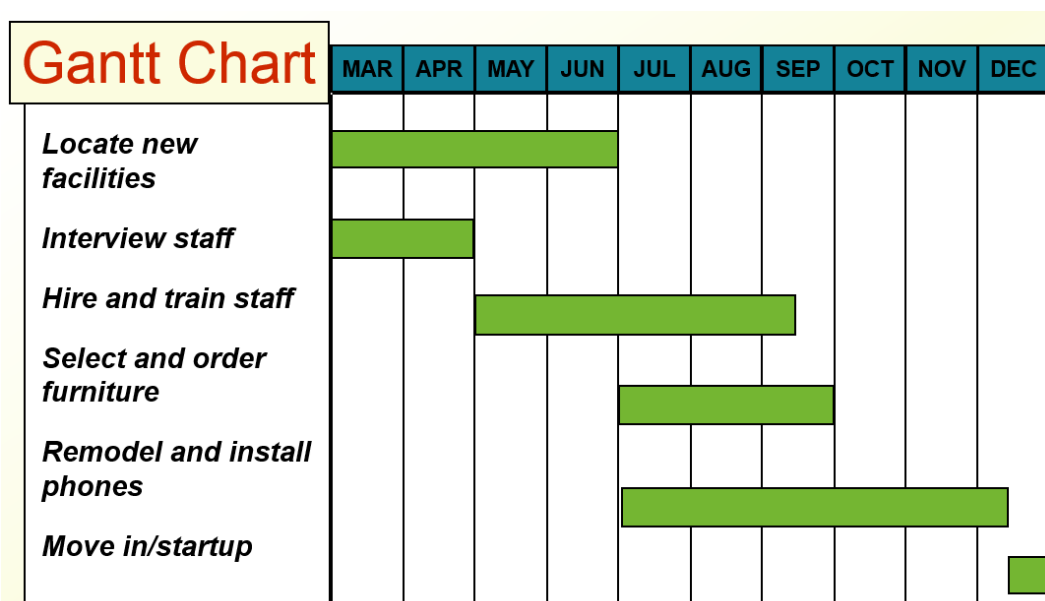 Gantt Chart
MAR APR MAY JUN JUL AUG SEP OCT NOV DEC
Locate new
facilities
Interview staff
Hire and train staff
Select and order
furniture
Remodel and install
phones
Move in/startup